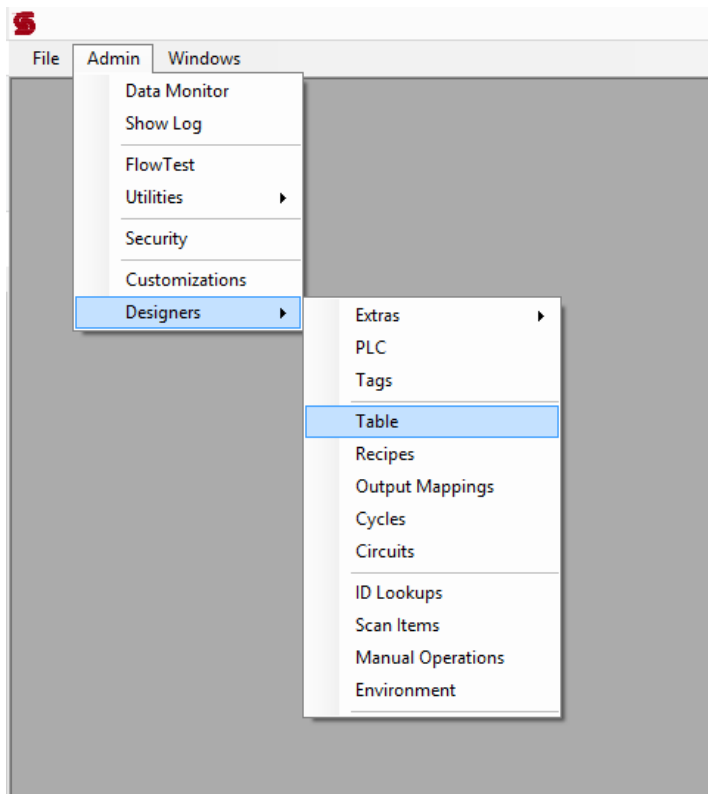 File Admin Windows
Data Monitor
Show Log
FlowTest
Utilities
Security
Customizations
Designers
Extras
PLC
Tags
Table
Recipes
Output Mappings
Cycles
Circuits
ID Lookups
Scan Items
Manual Operations
Environment